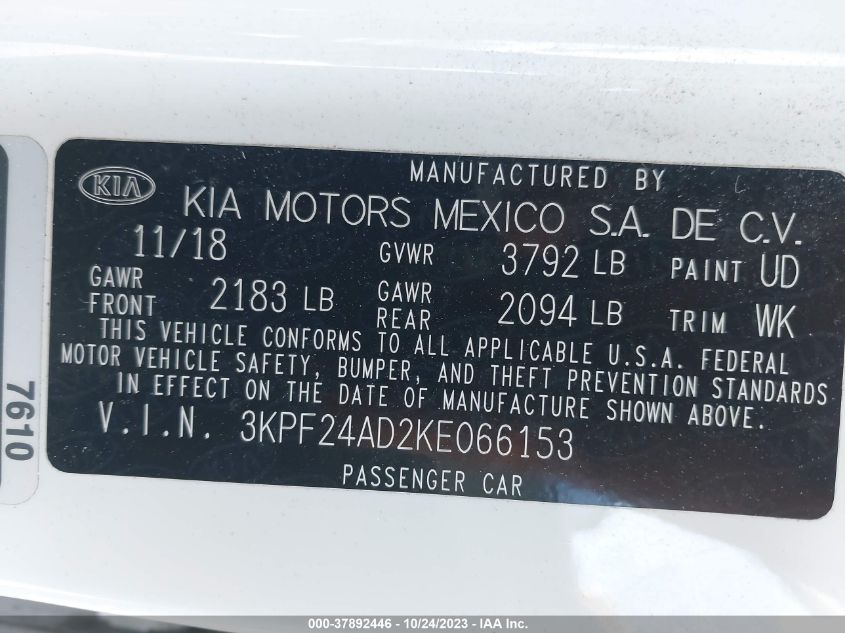 MANUFACTURED BY
KIA KIA MOTORS MEXICO S.A. DE C.V.
11/18 GVWR 3792 LB PAINT UD
GAWR FRONT 2183 LB GAWR REAR 2094 LB TRIM WK
THIS VEHICLE CONFORMS TO ALL APPLICABLE U.S.A. FEDERAL
MOTOR VEHICLE SAFETY, BUMPER, AND THEFT PREVENTION STANDARDS
IN EFFECT ON THE DATE OF MANUFACTURE SHOWN ABOVE.
V.I.N. 3KPF24AD2KE066153
PASSENGER CAR
7610
000-37892446 - 10/24/2023 - IAA Inc.